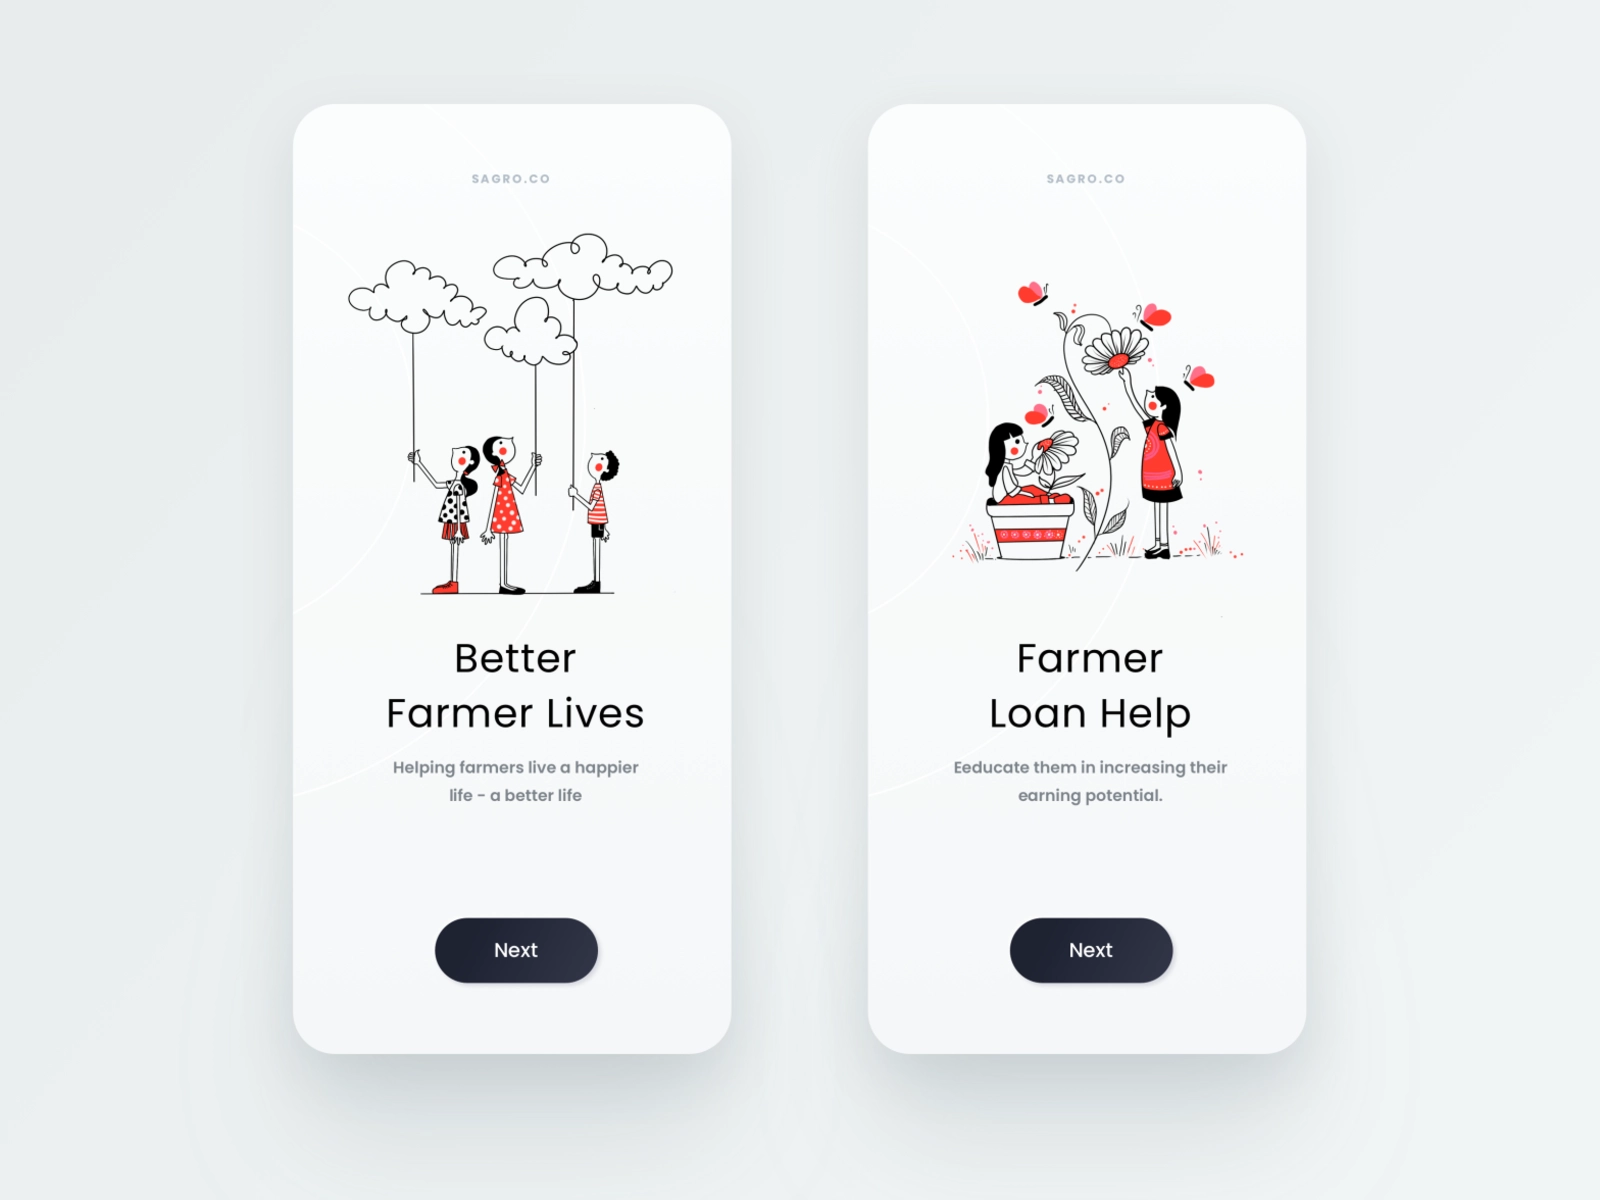 SAGRO.CO
Better
Farmer Lives
Helping farmers live a happier
life - a better life
Next
SAGRO.CO
Farmer
Loan Help
Eeducate them in increasing their
earning potential.
Next